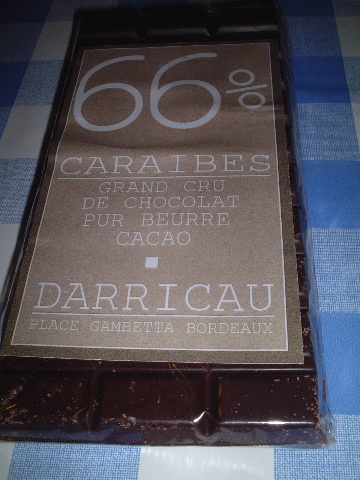 66%
CARAIBES
GRAND CRU
DE CHOCOLAT
PUR BEURRE
CACAO
DARRICAU
PLACE GAMBETTA BORDEAUX